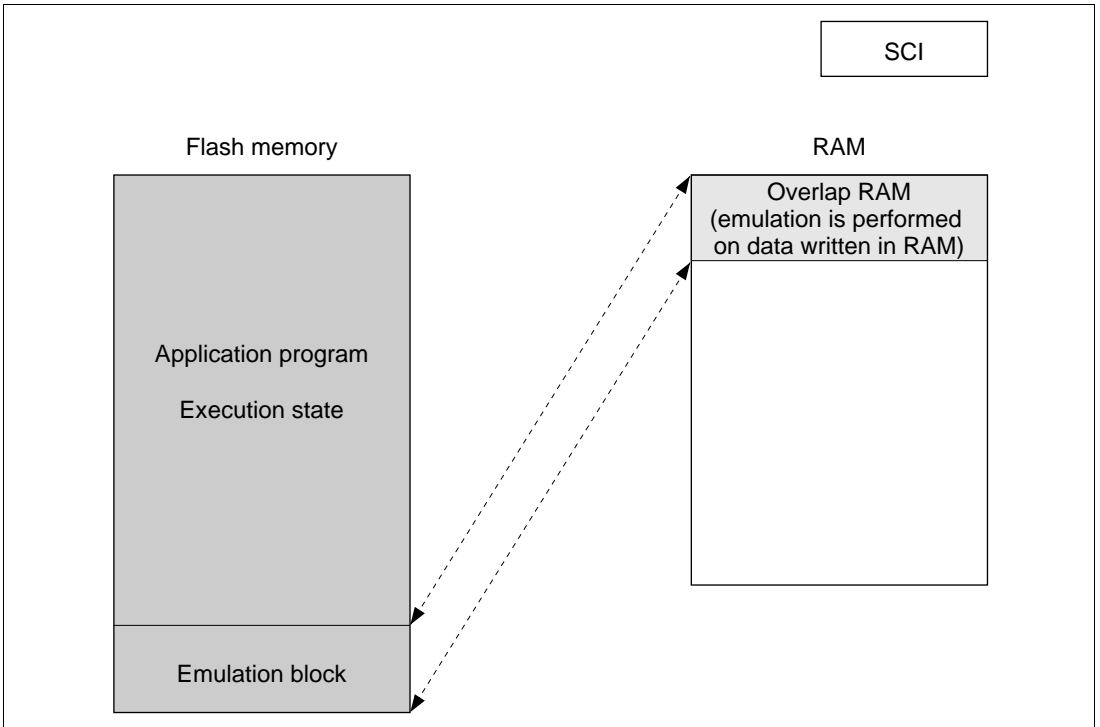 SCI
Flash memory
RAM
Overlap RAM
(emulation is performed
on data written in RAM)
Application program
Execution state
Emulation block